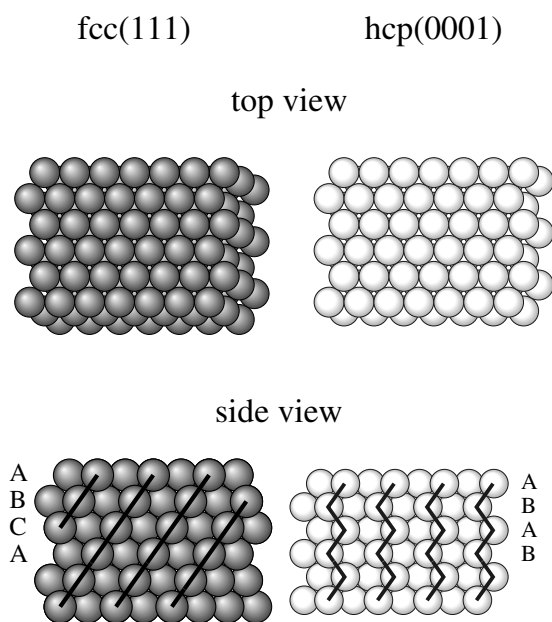 fcc(111) hcp(0001)
top view
side view
A
B
C
A
A
B
A
B